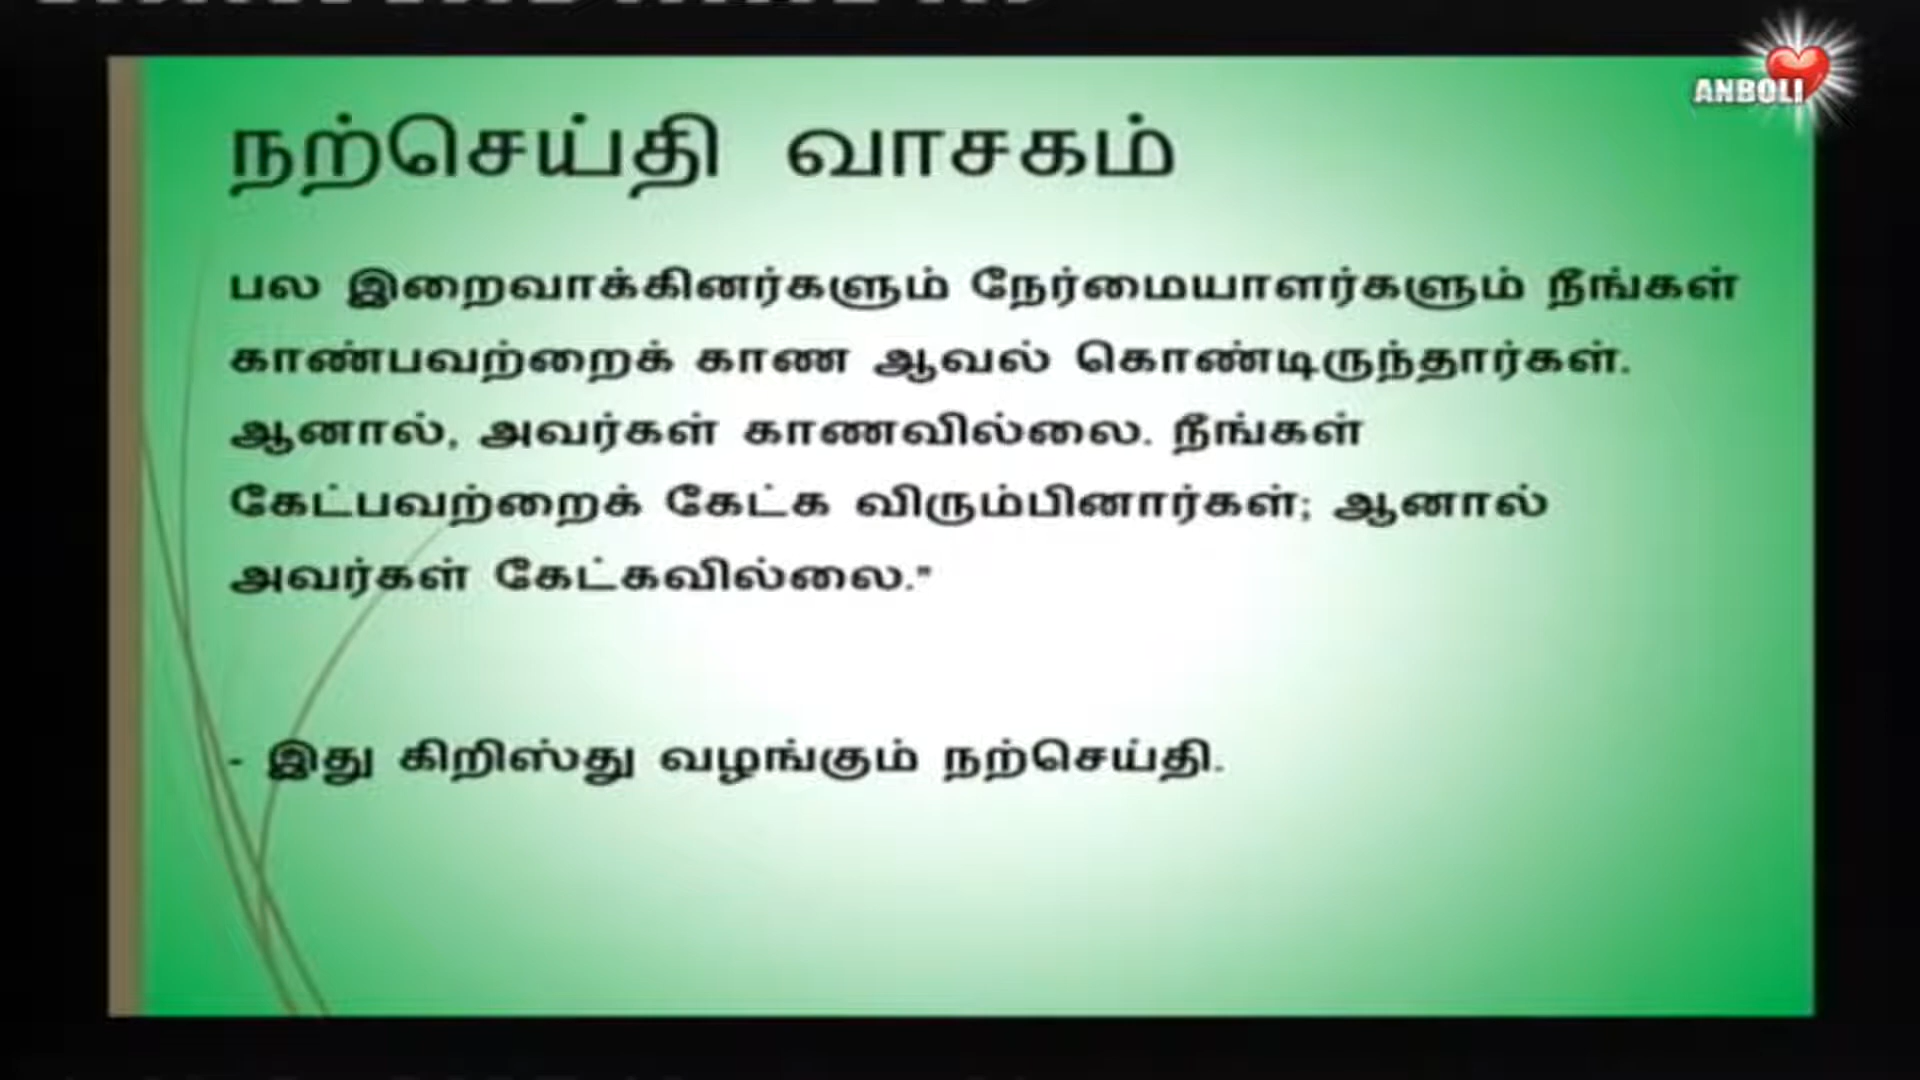 ANBOLI
நற்செய்தி வாசகம்
பல இறைவாக்கினர்களும் நேர்மையாளர்களும் நீங்கள்
காண்பவற்றைக் காண ஆவல் கொண்டிருந்தார்கள்.
ஆனால், அவர்கள் காணவில்லை. நீங்கள்
கேட்பவற்றைக் கேட்க விரும்பினார்கள்; ஆனால்
அவர்கள் கேட்கவில்லை."
- இது கிறிஸ்து வழங்கும் நற்செய்தி.